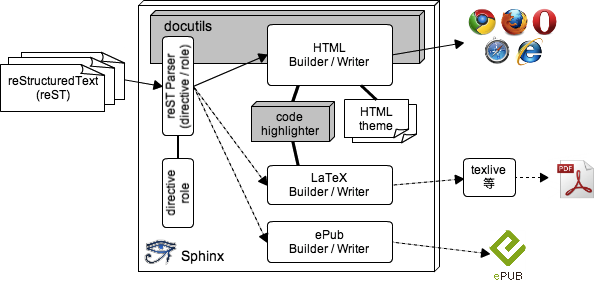 docutils
reStructuredText
(reST)
reST Parser
(directive / role)
HTML
Builder / Writer
code
highlighter
HTML
theme
directive
role
LaTeX
Builder / Writer
texlive
等
PDF
ePub
Builder / Writer
Sphinx
ePUB